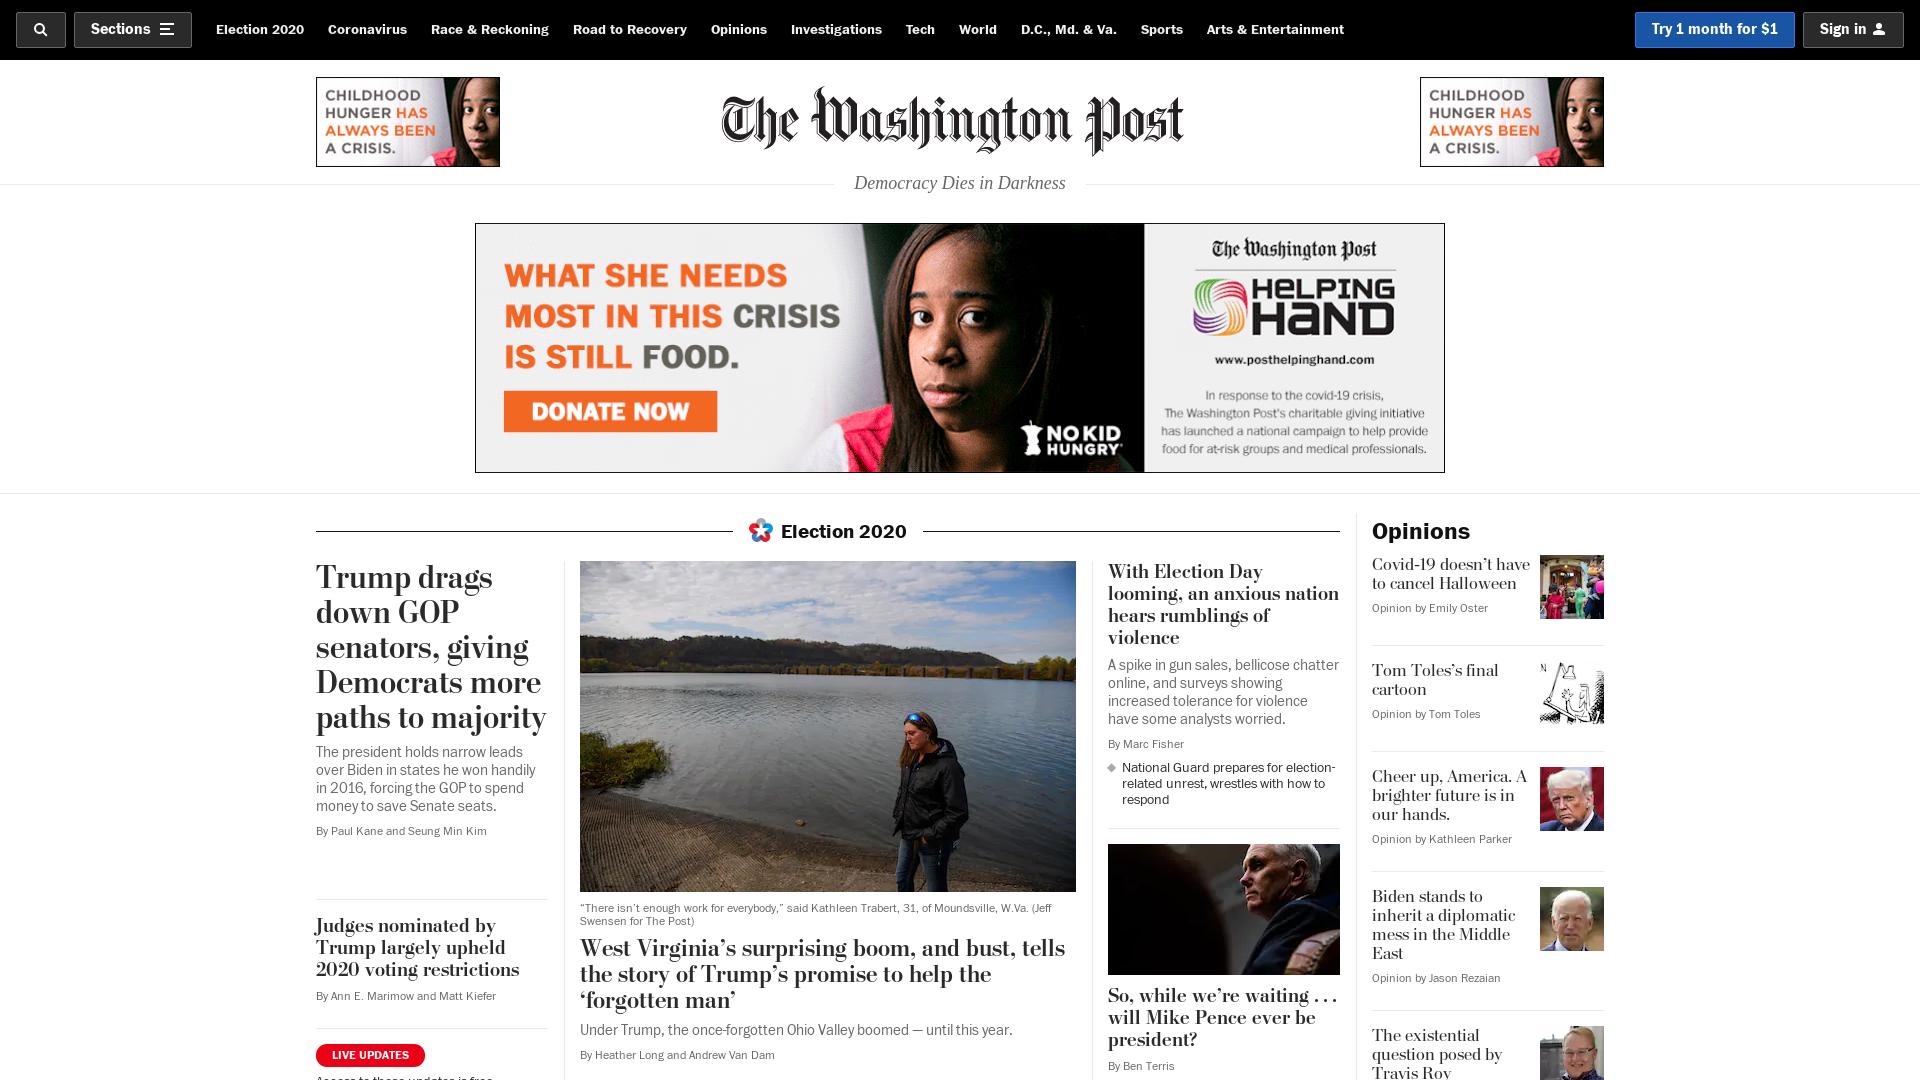 Sections
Election 2020
Coronavirus
Race & Reckoning
Road to Recovery
Opinions
Investigations
Tech
World
D.C., Md. & Va.
Sports
Arts & Entertainment
Try 1 month for $1
Sign in
CHILDHOOD
HUNGER HAS
ALWAYS BEEN
A CRISIS.
The Washington Post
CHILDHOOD
HUNGER HAS
ALWAYS BEEN
A CRISIS.
Democracy Dies in Darkness
WHAT SHE NEEDS
MOST IN THIS CRISIS
IS STILL FOOD.
DONATE NOW
NO KID
HUNGRY
The Washington Post
HELPING
HAND
www.posthelpinghand.com
In response to the covid-19 crisis,
The Washington Post's charitable giving initiative
has launched a national campaign to help provide
food for at-risk groups and medical professionals.
Election 2020
Trump drags
down GOP
senators, giving
Democrats more
paths to majority
The president holds narrow leads
over Biden in states he won handily
in 2016, forcing the GOP to spend
money to save Senate seats.
By Paul Kane and Seung Min Kim
Judges nominated by
Trump largely upheld
2020 voting restrictions
By Ann E. Marimow and Matt Kiefer
LIVE UPDATES
Access to these updates is free
“There isn’t enough work for everybody,” said Kathleen Trabert, 31, of Moundsville, W.Va. (Jeff
Swensen for The Post)
West Virginia’s surprising boom, and bust, tells
the story of Trump’s promise to help the
‘forgotten man’
Under Trump, the once-forgotten Ohio Valley boomed — until this year.
By Heather Long and Andrew Van Dam
With Election Day
looming, an anxious nation
hears rumblings of
violence
A spike in gun sales, bellicose chatter
online, and surveys showing
increased tolerance for violence
have some analysts worried.
By Marc Fisher
National Guard prepares for election-
related unrest, wrestles with how to
respond
So, while we’re waiting . . .
will Mike Pence ever be
president?
By Ben Terris
Opinions
Covid-19 doesn’t have
to cancel Halloween
Opinion by Emily Oster
Tom Toles’s final
cartoon
Opinion by Tom Toles
Cheer up, America. A
brighter future is in
our hands.
Opinion by Kathleen Parker
Biden stands to
inherit a diplomatic
mess in the Middle
East
Opinion by Jason Rezaian
The existential
question posed by
Travis Roy